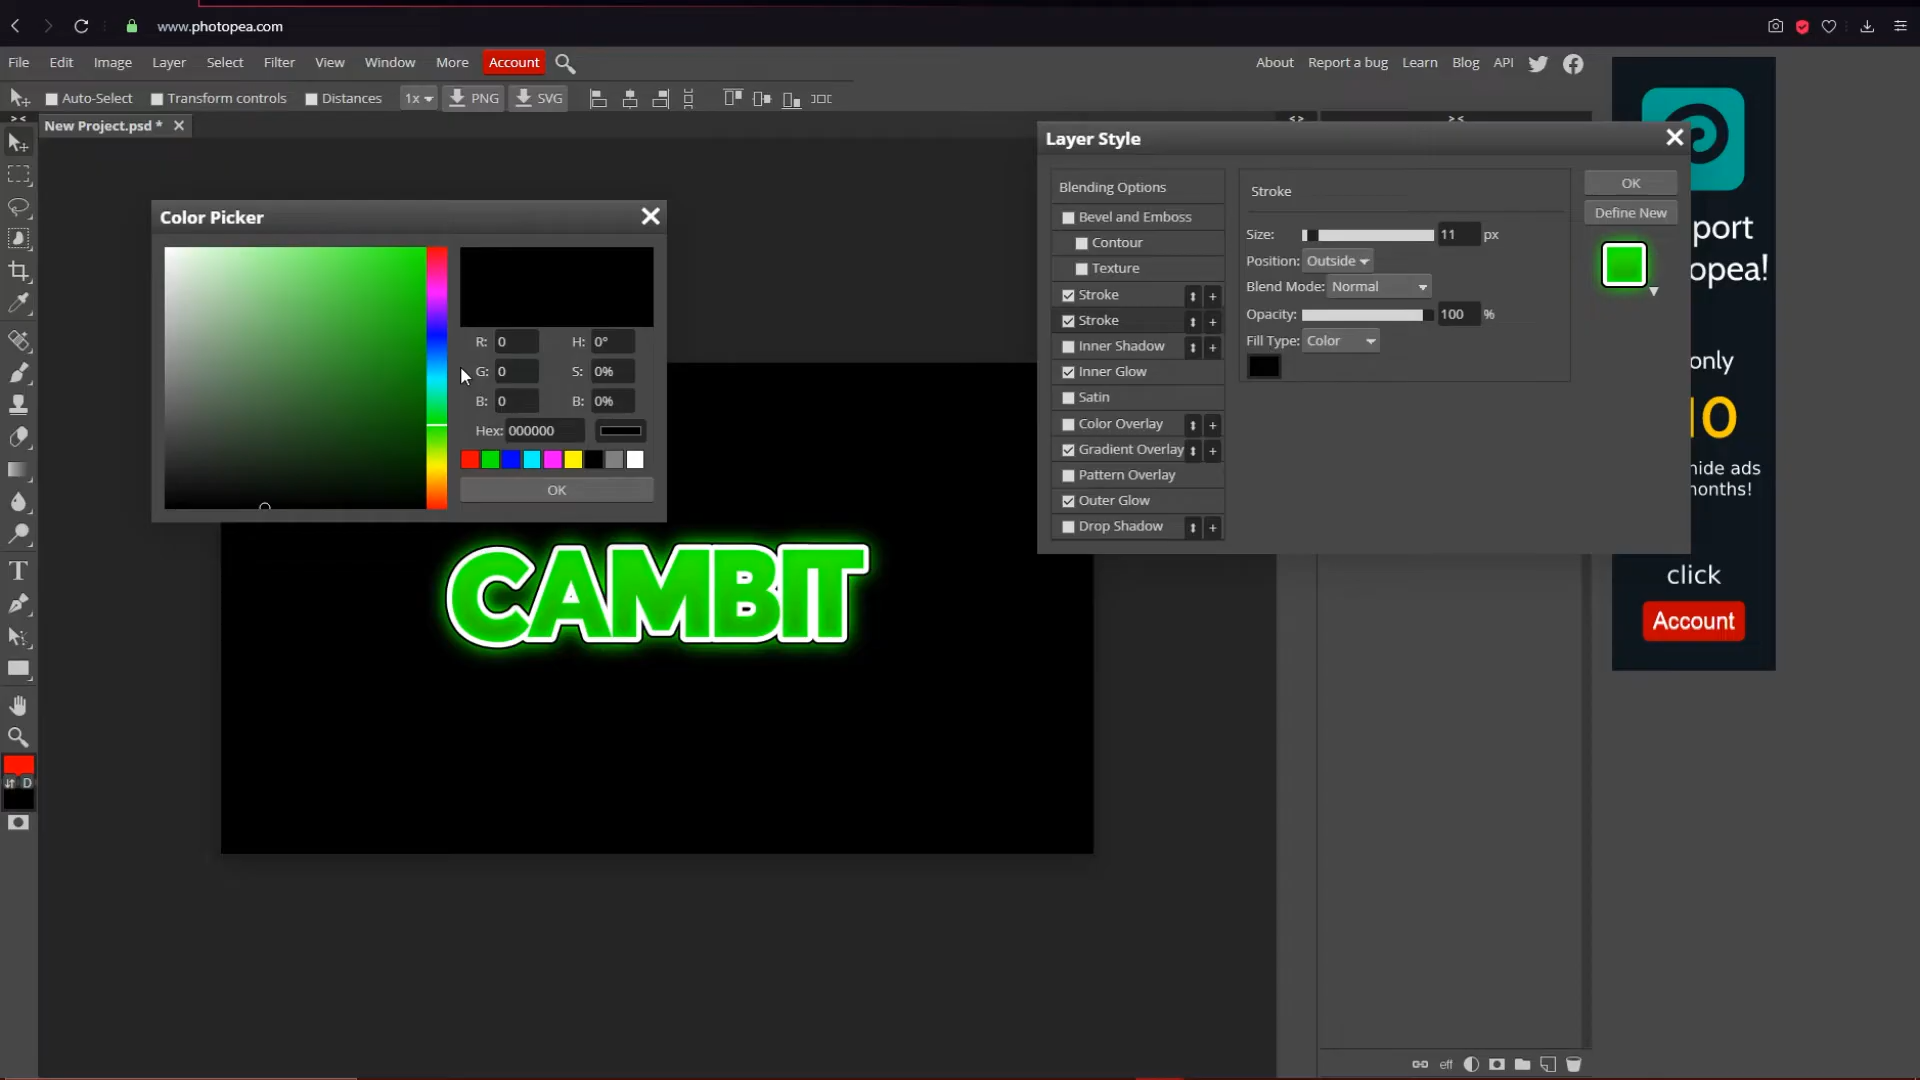 www.photopea.com
File Edit Image Layer Select Filter View Window More Account
About Report a bug Learn Blog API
Auto-Select Transform controls Distances 1x PNG SVG
New Project.psd *
Color Picker
R: 0 H: 0°
G: 0 S: 0%
B: 0 B: 0%
Hex: 000000
OK
CAMBIT
Layer Style
Blending Options
Bevel and Emboss
Contour
Texture
Stroke
Stroke
Inner Shadow
Inner Glow
Satin
Color Overlay
Gradient Overlay
Pattern Overlay
Outer Glow
Drop Shadow
Stroke
Size: 11 px
Position: Outside
Blend Mode: Normal
Opacity: 100 %
Fill Type: Color
OK
Define New
port
opea!
only
10
hide ads
months!
click
Account
T
D
eff